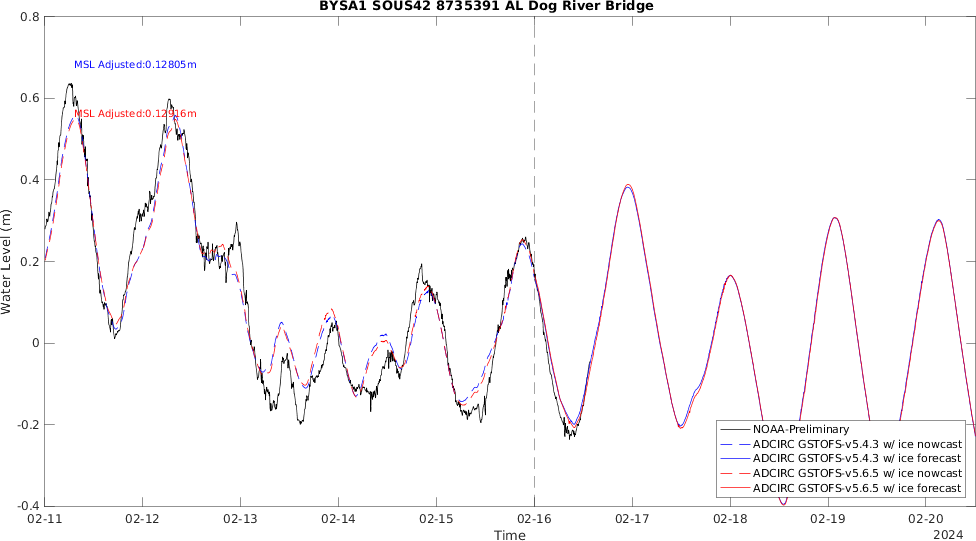 BYSA1 SOUS42 8735391 AL Dog River Bridge
MSL Adjusted:0.12805m
MSL Adjusted:0.12916m
Water Level (m)
0.8
0.6
0.4
0.2
0
-0.2
-0.4
NOAA-Preliminary
ADCIRC GSTOFS-v5.4.3 w/ ice nowcast
ADCIRC GSTOFS-v5.4.3 w/ ice forecast
ADCIRC GSTOFS-v5.6.5 w/ ice nowcast
ADCIRC GSTOFS-v5.6.5 w/ ice forecast
02-11 02-12 02-13 02-14 02-15 02-16 02-17 02-18 02-19 02-20
Time
2024